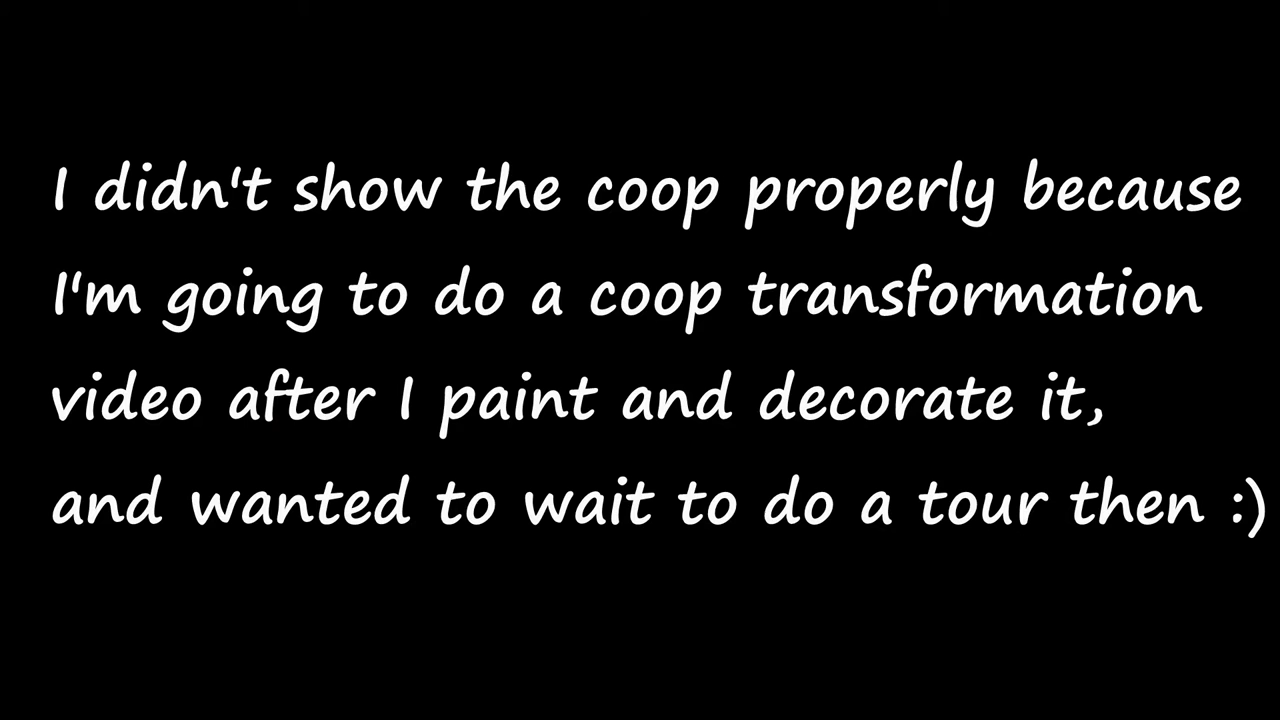 I didn't show the coop properly because
I'm going to do a coop transformation
video after I paint and decorate it,
and wanted to wait to do a tour then :)